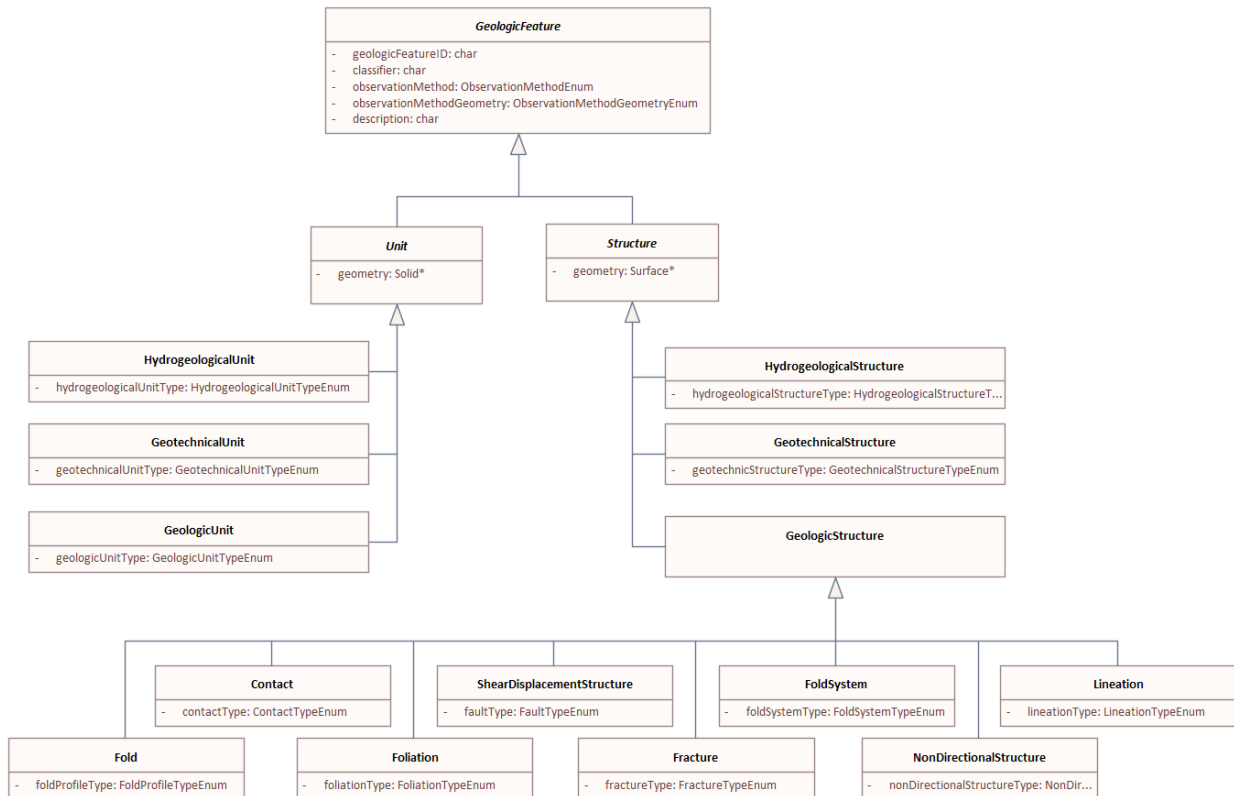 GeologicFeature
- geologicFeatureID: char
- classifier: char
- observationMethod: ObservationMethodEnum
- observationMethodGeometry: ObservationMethodGeometryEnum
- description: char
Unit
- geometry: Solid*
Structure
- geometry: Surface*
HydrogeologicalUnit
- hydrogeologicalUnitType: HydrogeologicalUnitTypeEnum
GeotechnicalUnit
- geotechnicalUnitType: GeotechnicalUnitTypeEnum
GeologicUnit
- geologicUnitType: GeologicUnitTypeEnum
HydrogeologicalStructure
- hydrogeologicalStructureType: HydrogeologicalStructureT...
GeotechnicalStructure
- geotechnicStructureType: GeotechnicalStructureTypeEnum
GeologicStructure
Contact
- contactType: ContactTypeEnum
ShearDisplacementStructure
- faultType: FaultTypeEnum
FoldSystem
- foldSystemType: FoldSystemTypeEnum
Lineation
- lineationType: LineationTypeEnum
Fold
- foldProfileType: FoldProfileTypeEnum
Foliation
- foliationType: FoliationTypeEnum
Fracture
- fractureType: FractureTypeEnum
NonDirectionalStructure
- nonDirectionalStructureType: NonDir...